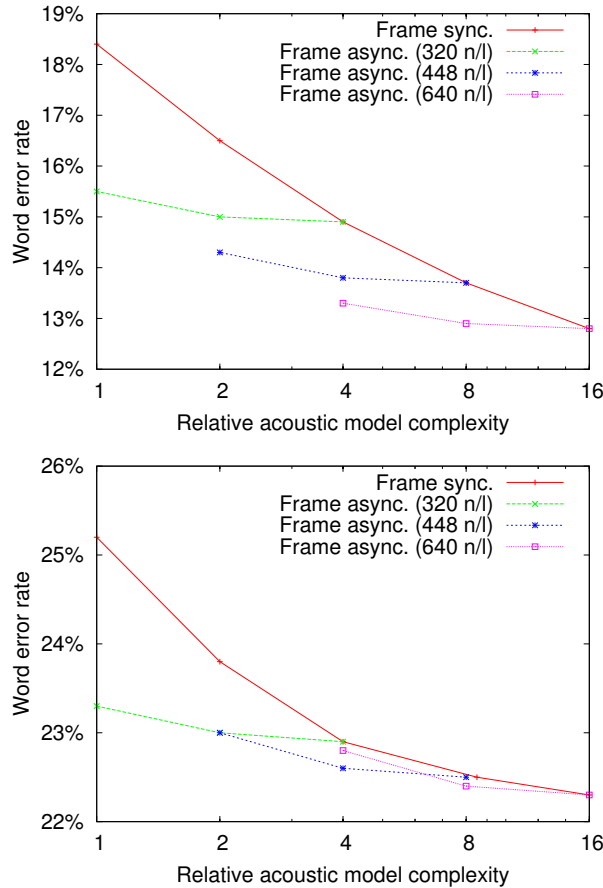 19%
18%
17%
16%
15%
14%
13%
12%
Word error rate
Frame sync.
Frame async. (320 n/l)
Frame async. (448 n/l)
Frame async. (640 n/l)
1 2 4 8 16
Relative acoustic model complexity
26%
25%
24%
23%
22%
Word error rate
Frame sync.
Frame async. (320 n/l)
Frame async. (448 n/l)
Frame async. (640 n/l)
1 2 4 8 16
Relative acoustic model complexity